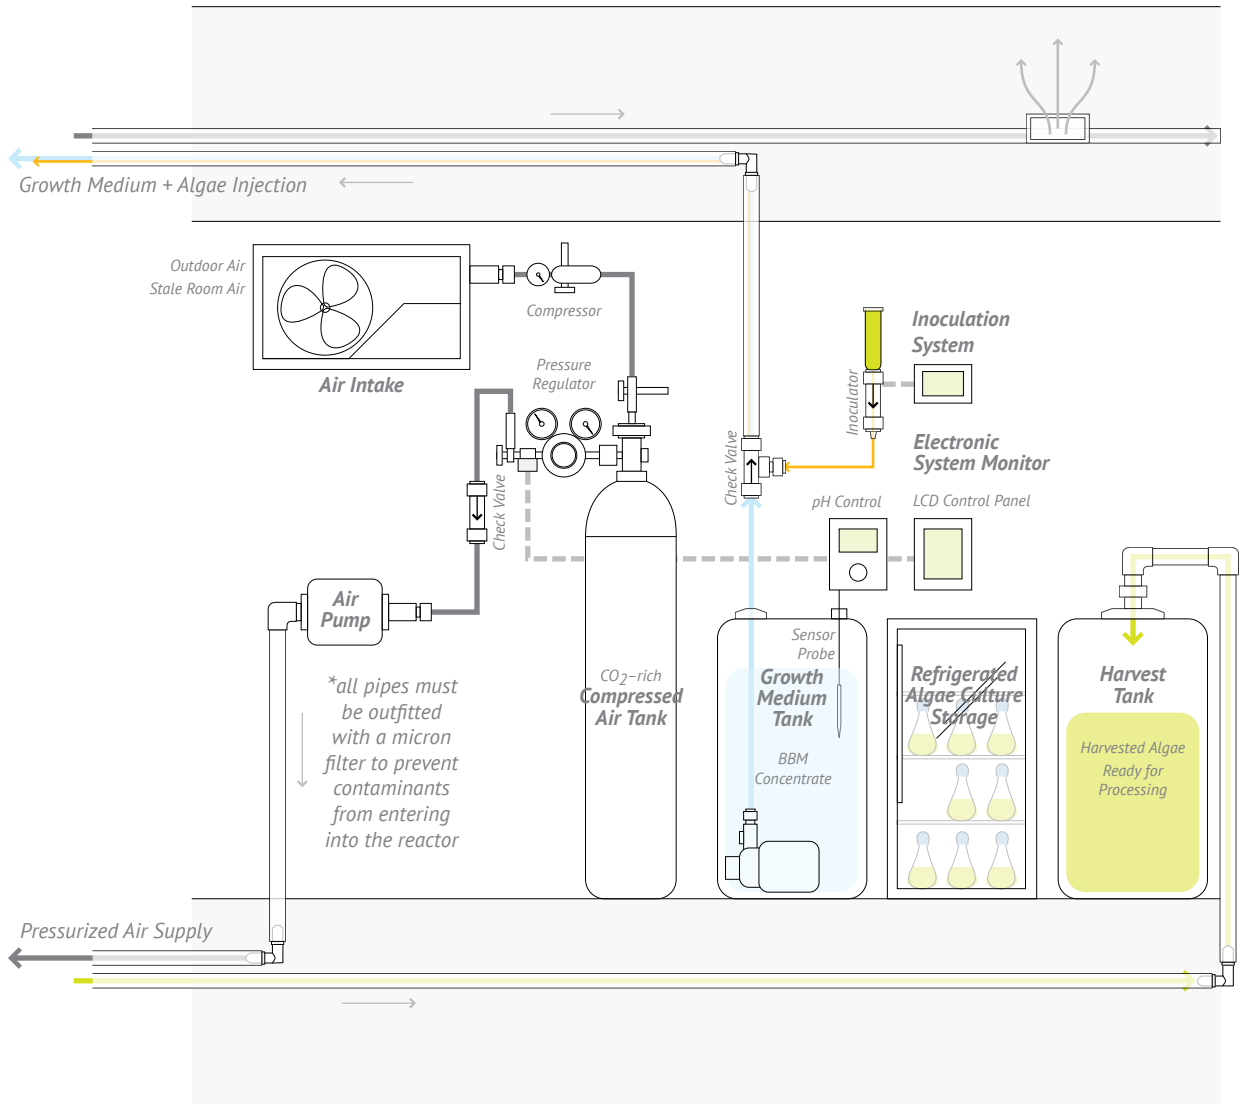 Growth Medium + Algae Injection
Outdoor Air
Stale Room Air
Compressor
Air Intake
Pressure
Regulator
Inoculation
System
Inoculator
Electronic
System Monitor
Check Valve
Check Valve
pH Control
LCD Control Panel
Air
Pump
Sensor
Probe
*all pipes must
be outfitted
with a micron
filter to prevent
contaminants
from entering
into the reactor
CO2–rich
Compressed
Air Tank
Growth
Medium
Tank
BBM
Concentrate
Refrigerated
Algae Culture
Storage
Harvest
Tank
Harvested Algae
Ready for
Processing
Pressurized Air Supply